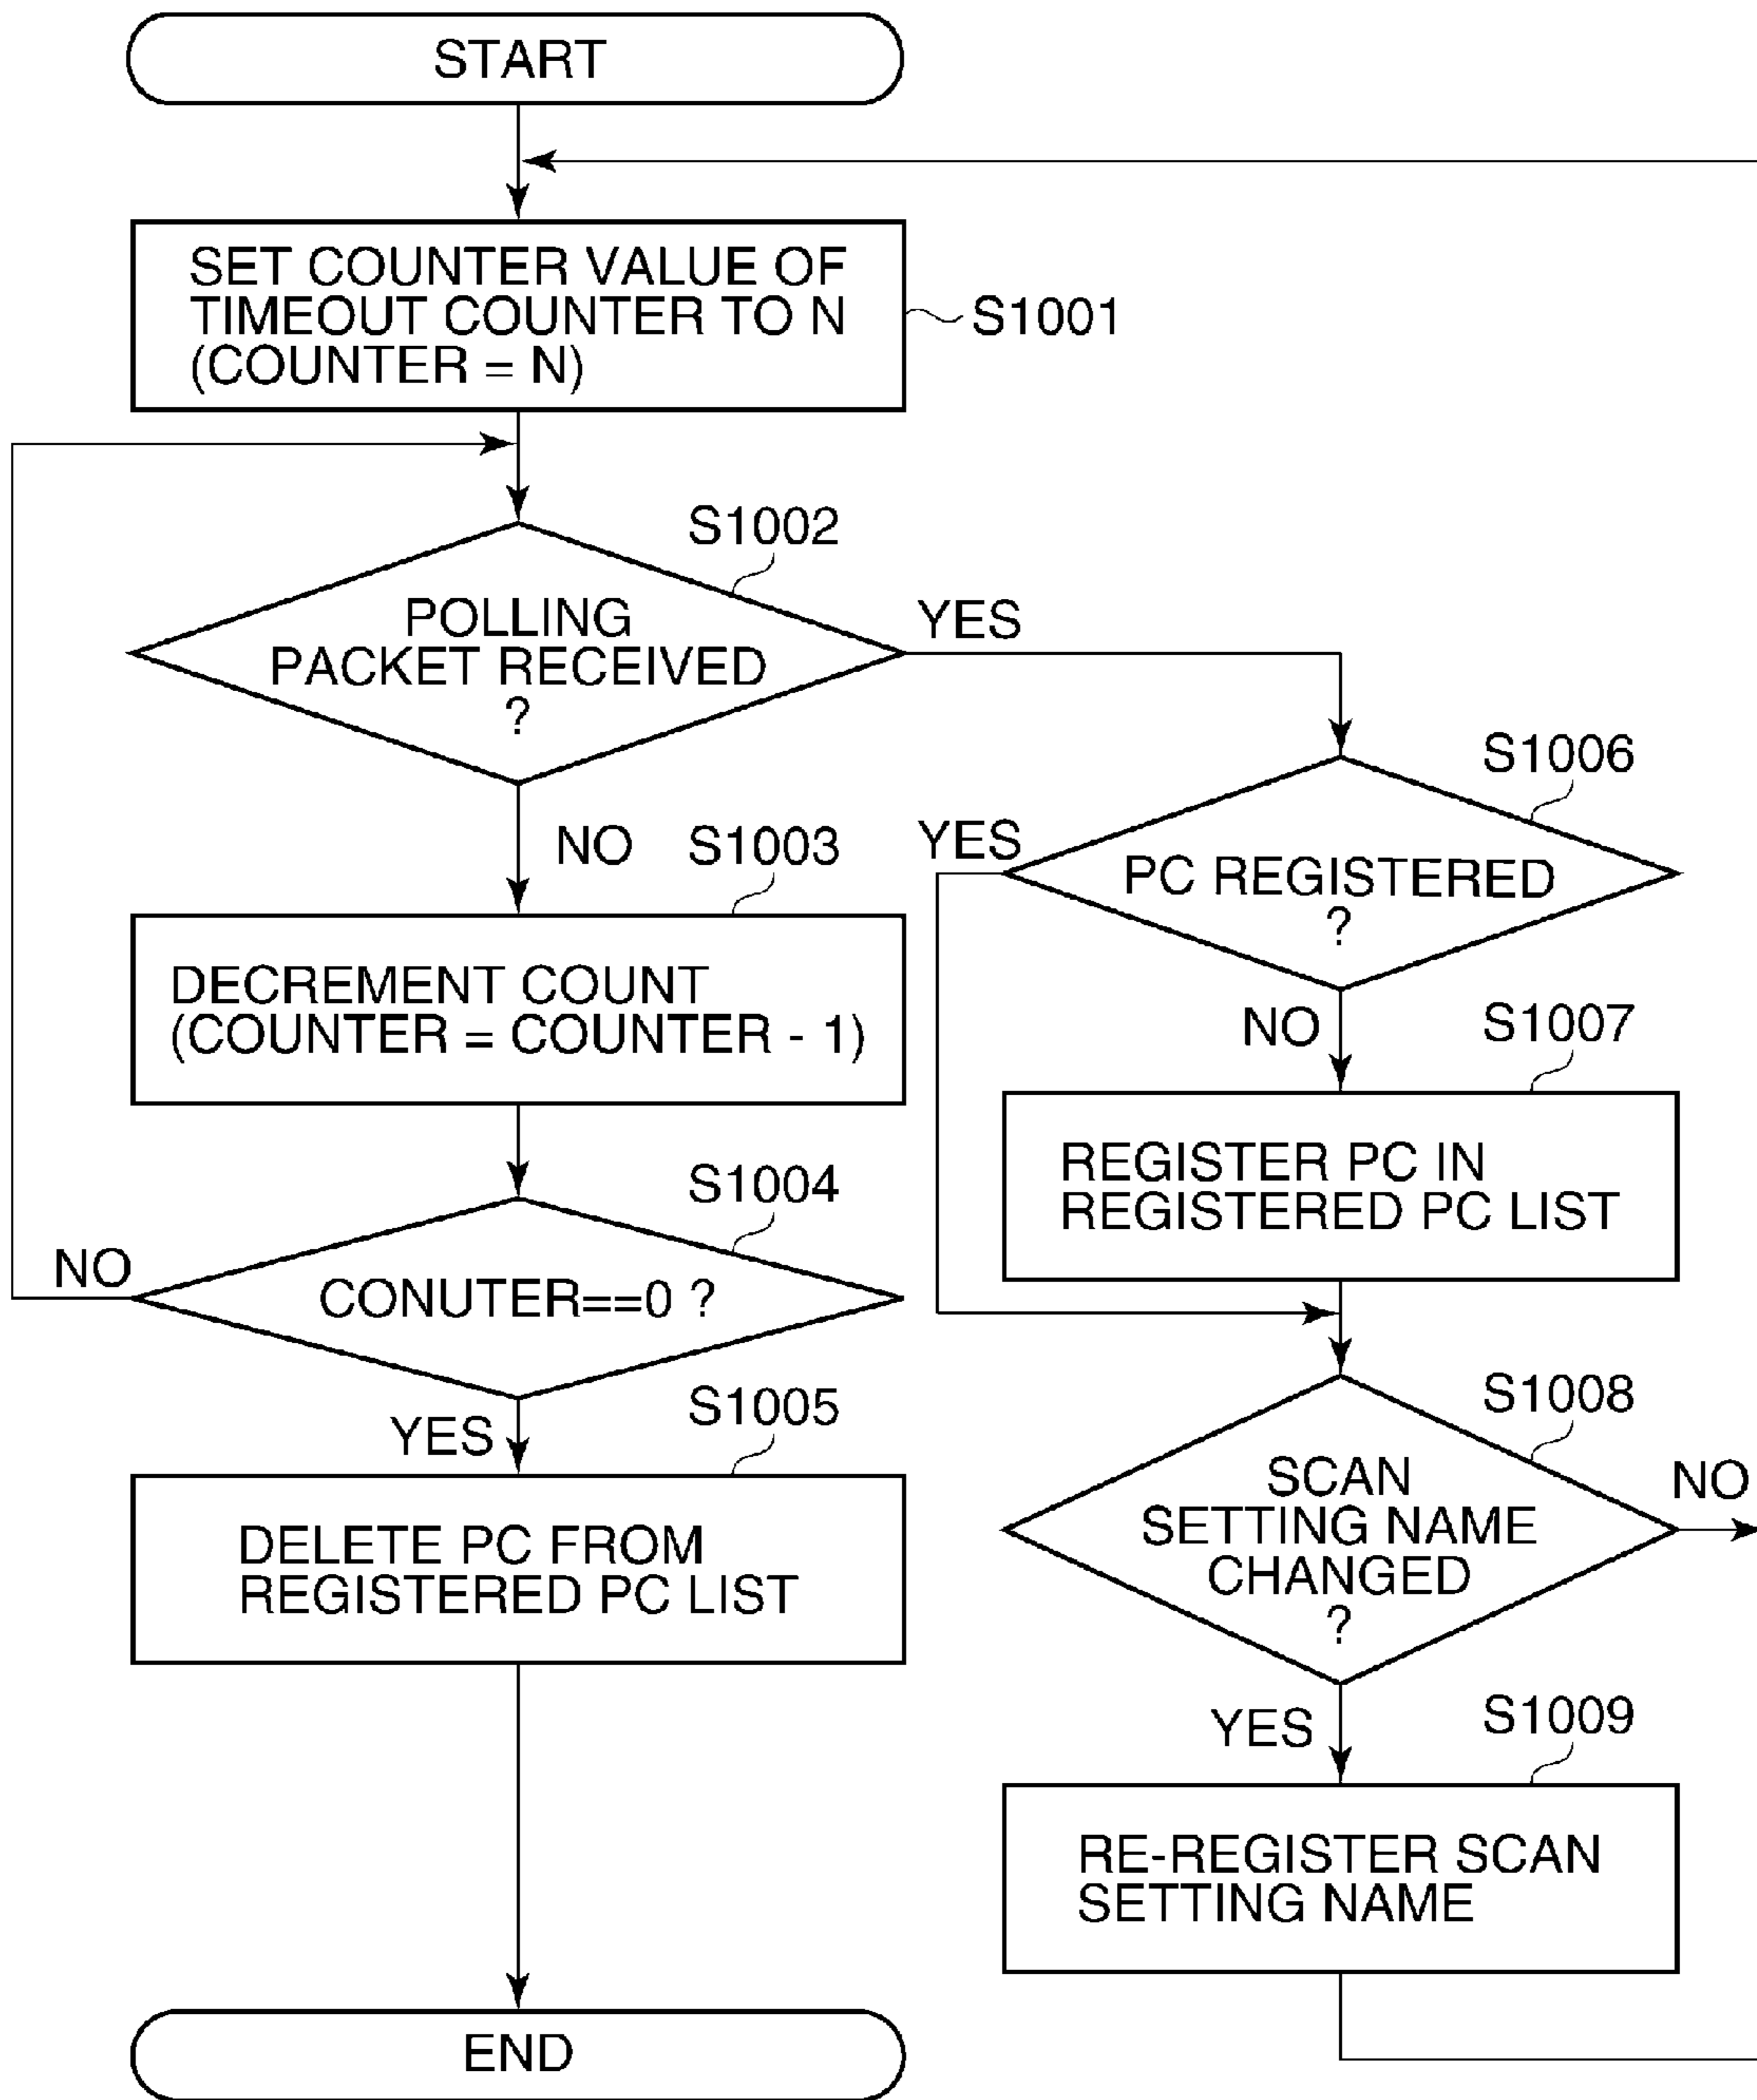 START
SET COUNTER VALUE OF
TIMEOUT COUNTER TO N
(COUNTER = N)
S1001
S1002
POLLING
PACKET RECEIVED
?
YES
NO
S1003
DECREMENT COUNT
(COUNTER = COUNTER - 1)
S1004
CONUTER==0 ?
NO
YES
S1005
DELETE PC FROM
REGISTERED PC LIST
END
S1006
PC REGISTERED
?
YES
NO
S1007
REGISTER PC IN
REGISTERED PC LIST
S1008
SCAN
SETTING NAME
CHANGED
?
NO
YES
S1009
RE-REGISTER SCAN
SETTING NAME